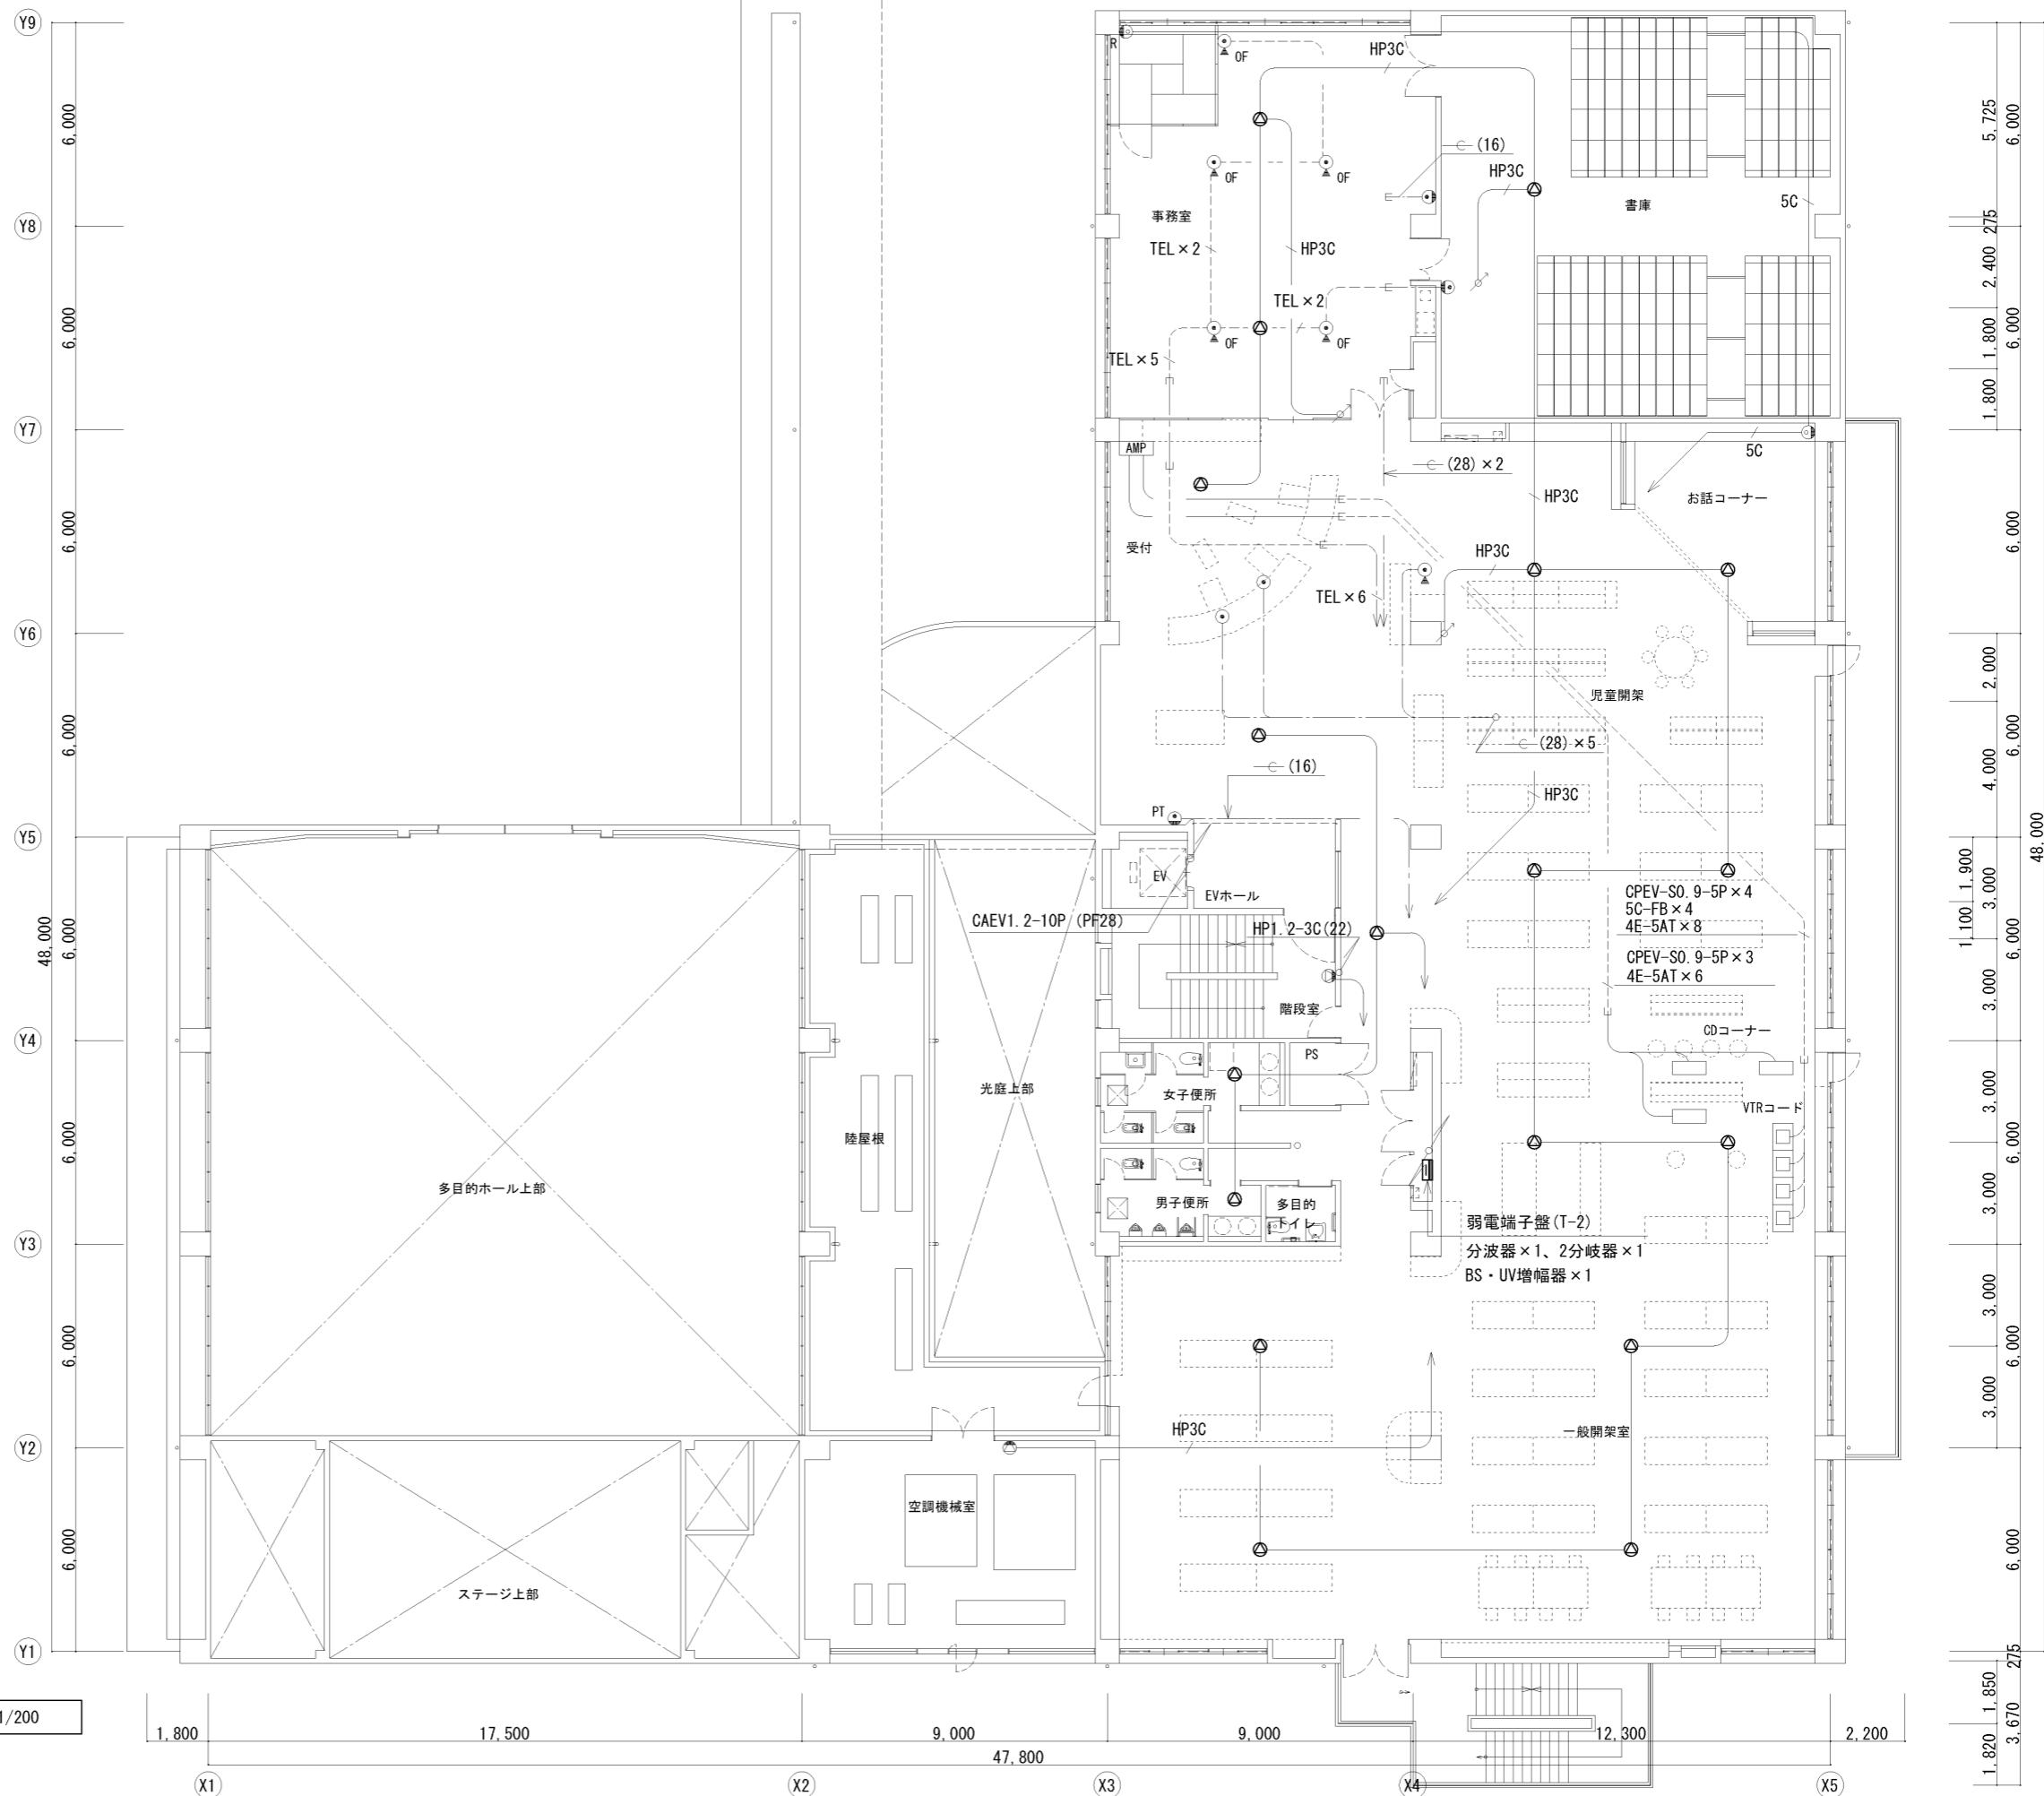 Y9
Y8
Y7
Y6
Y5
Y4
Y3
Y2
Y1
48,000
6,000
6,000
6,000
6,000
6,000
6,000
6,000
6,000
R
OF
HP3C
(16)
HP3C
OF
OF
事務室
書庫
5C
TEL×2
HP3C
TEL×2
OF
OF
TEL×5
AMP
(28)×2
5C
お話コーナー
HP3C
受付
HP3C
TEL×6
児童開架
(28)×5
(16)
HP3C
PT
EV
EVホール
CAEV1.2-10P (PF28)
HP1.2-3C(22)
CPEV-S0.9-5P×4
5C-FB×4
4E-5AT×8
CPEV-S0.9-5P×3
4E-5AT×6
階段室
CDコーナー
PS
光庭上部
女子便所
VTRコード
陸屋根
多目的ホール上部
男子便所
多目的
トイレ
弱電端子盤(T-2)
分波器×1、2分岐器×1
BS・UV増幅器×1
HP3C
一般開架室
空調機械室
ステージ上部
5,725
275
2,400
1,800
1,800
2,000
4,000
1,900
1,100
3,000
3,000
3,000
3,000
3,000
3,000
6,000
6,000
6,000
6,000
6,000
6,000
6,000
6,000
48,000
275
1,850
1,820
3,670
1/200
1,800
17,500
9,000
9,000
12,300
2,200
47,800
X1
X2
X3
X4
X5